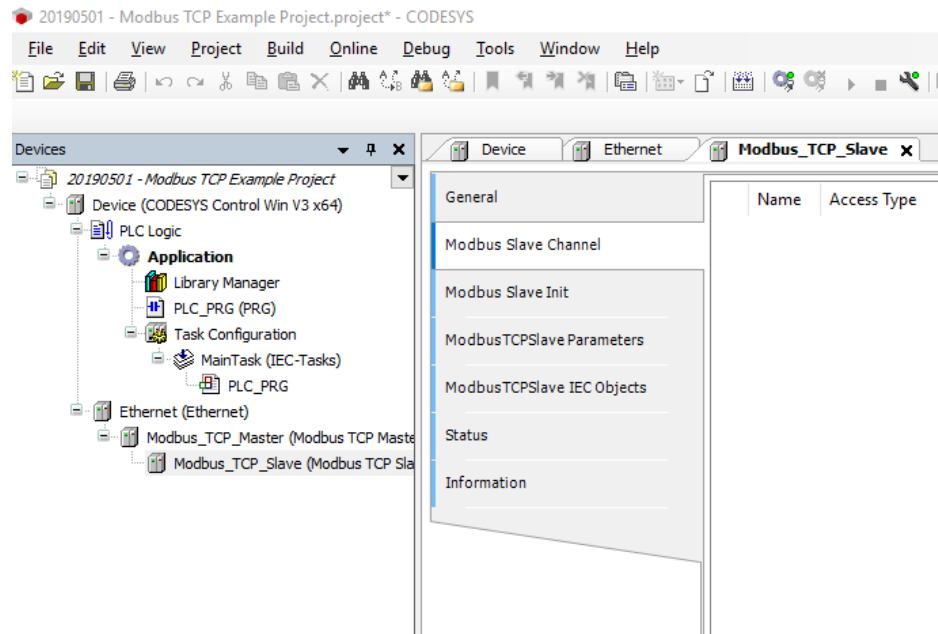 20190501 - Modbus TCP Example Project.project* - CODESYS
File Edit View Project Build Online Debug Tools Window Help
Devices
20190501 - Modbus TCP Example Project
Device (CODESYS Control Win V3 x64)
PLC Logic
Application
Library Manager
PLC_PRG (PRG)
Task Configuration
MainTask (IEC-Tasks)
PLC_PRG
Ethernet (Ethernet)
Modbus_TCP_Master (Modbus TCP Maste
Modbus_TCP_Slave (Modbus TCP Sla
Device Ethernet Modbus_TCP_Slave
General
Modbus Slave Channel
Modbus Slave Init
ModbusTCPSlave Parameters
ModbusTCPSlave IEC Objects
Status
Information
Name Access Type